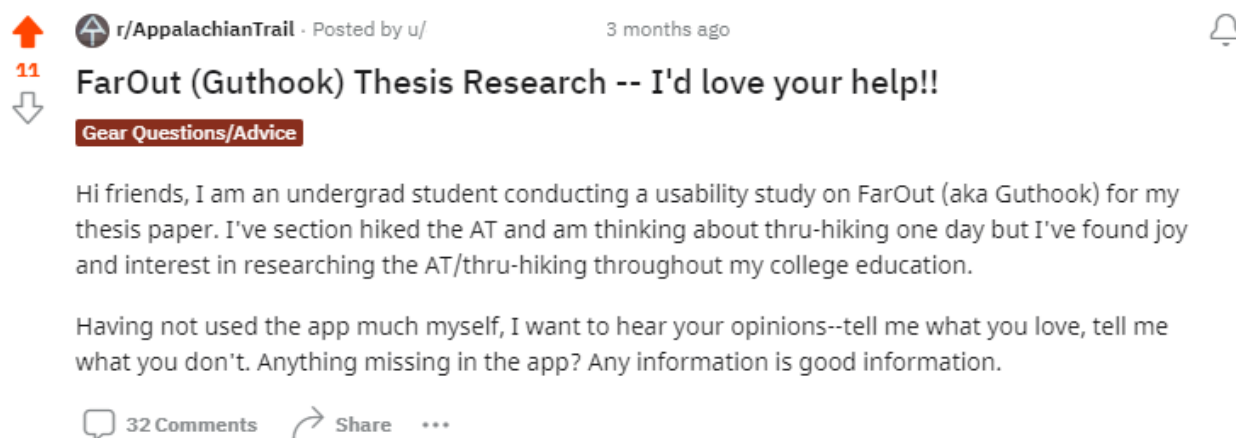 r/AppalachianTrail · Posted by u/ 3 months ago
11
FarOut (Guthook) Thesis Research -- I'd love your help!!
Gear Questions/Advice
Hi friends, I am an undergrad student conducting a usability study on FarOut (aka Guthook) for my
thesis paper. I've section hiked the AT and am thinking about thru-hiking one day but I've found joy
and interest in researching the AT/thru-hiking throughout my college education.
Having not used the app much myself, I want to hear your opinions--tell me what you love, tell me
what you don't. Anything missing in the app? Any information is good information.
32 Comments Share ...